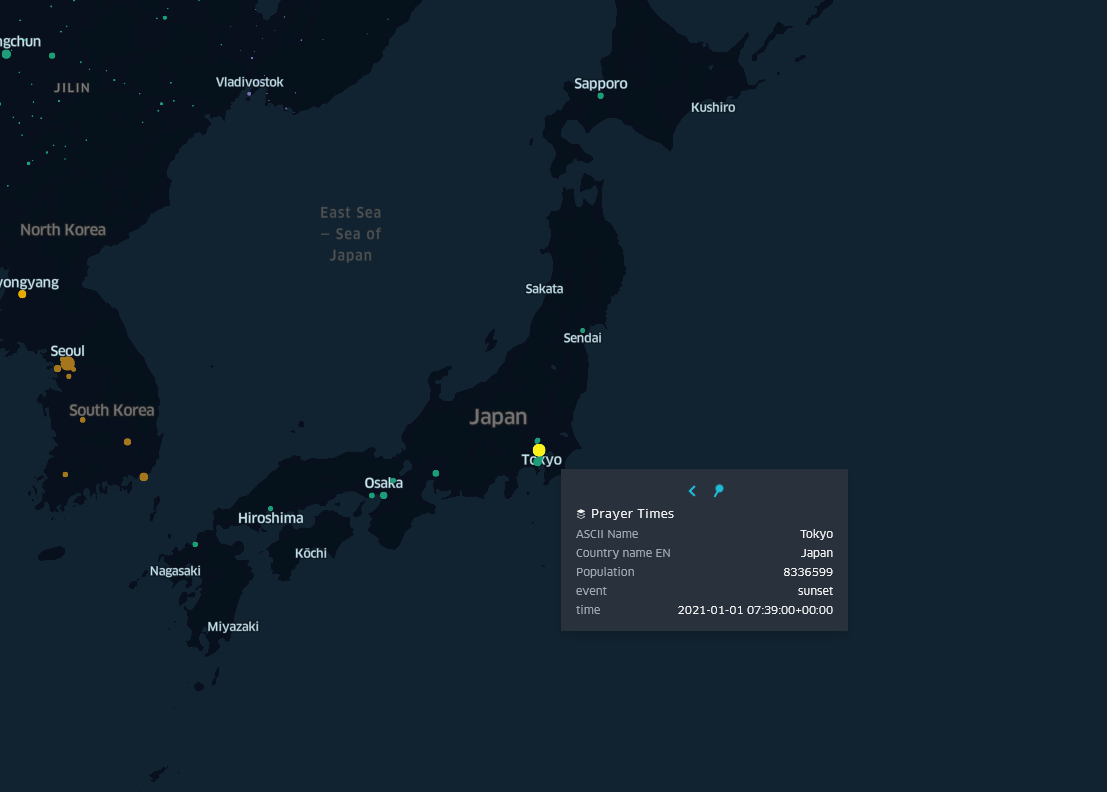 ngchun
Sapporo
Vladivostok
JILIN
Kushiro
East Sea
– Sea of
Japan
North Korea
yongyang
Sakata
Sendai
Seoul
South Korea
Japan
Tokyo
Osaka
Hiroshima
Kōchi
Nagasaki
Miyazaki
Prayer Times
ASCII Name Tokyo
Country name EN Japan
Population 8336599
event sunset
time 2021-01-01 07:39:00+00:00